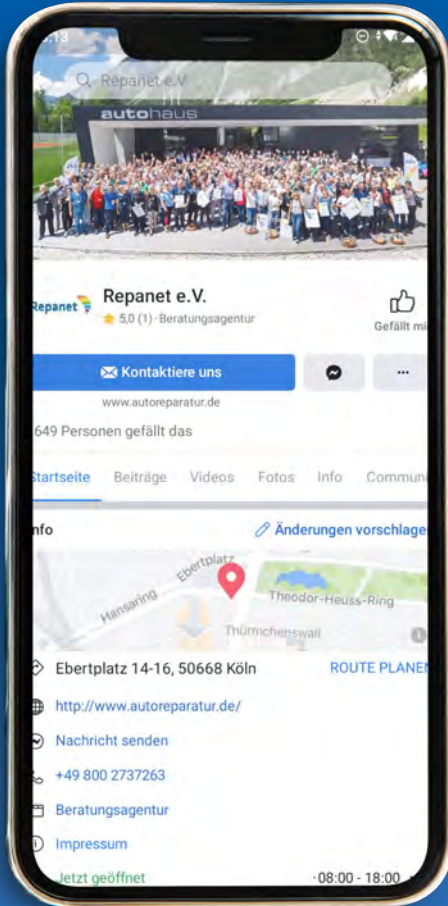 Repanet e.V.
autohaus
Repanet
Repanet e.V.
5,0 (1) · Beratungsagentur
Gefällt mi
Kontaktiere uns
www.autoreparatur.de
649 Personen gefällt das
Startseite Beiträge Videos Fotos Info Communi
nfo
Änderungen vorschlage
Ebertplatz
Hansaring
Theodor-Heuss-Ring
Thürmchenswall
Ebertplatz 14-16, 50668 Köln ROUTE PLANEN
http://www.autoreparatur.de/
Nachricht senden
+49 800 2737263
Beratungsagentur
Impressum
Jetzt geöffnet ·08:00 - 18:00